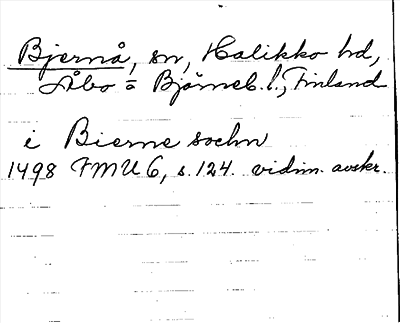 Bjernå, sn, Halikko hd,
Åbo = Björneb. l., Finland
i Bierne sochn
1498 FMU 6, s. 124. vidim. avskr.